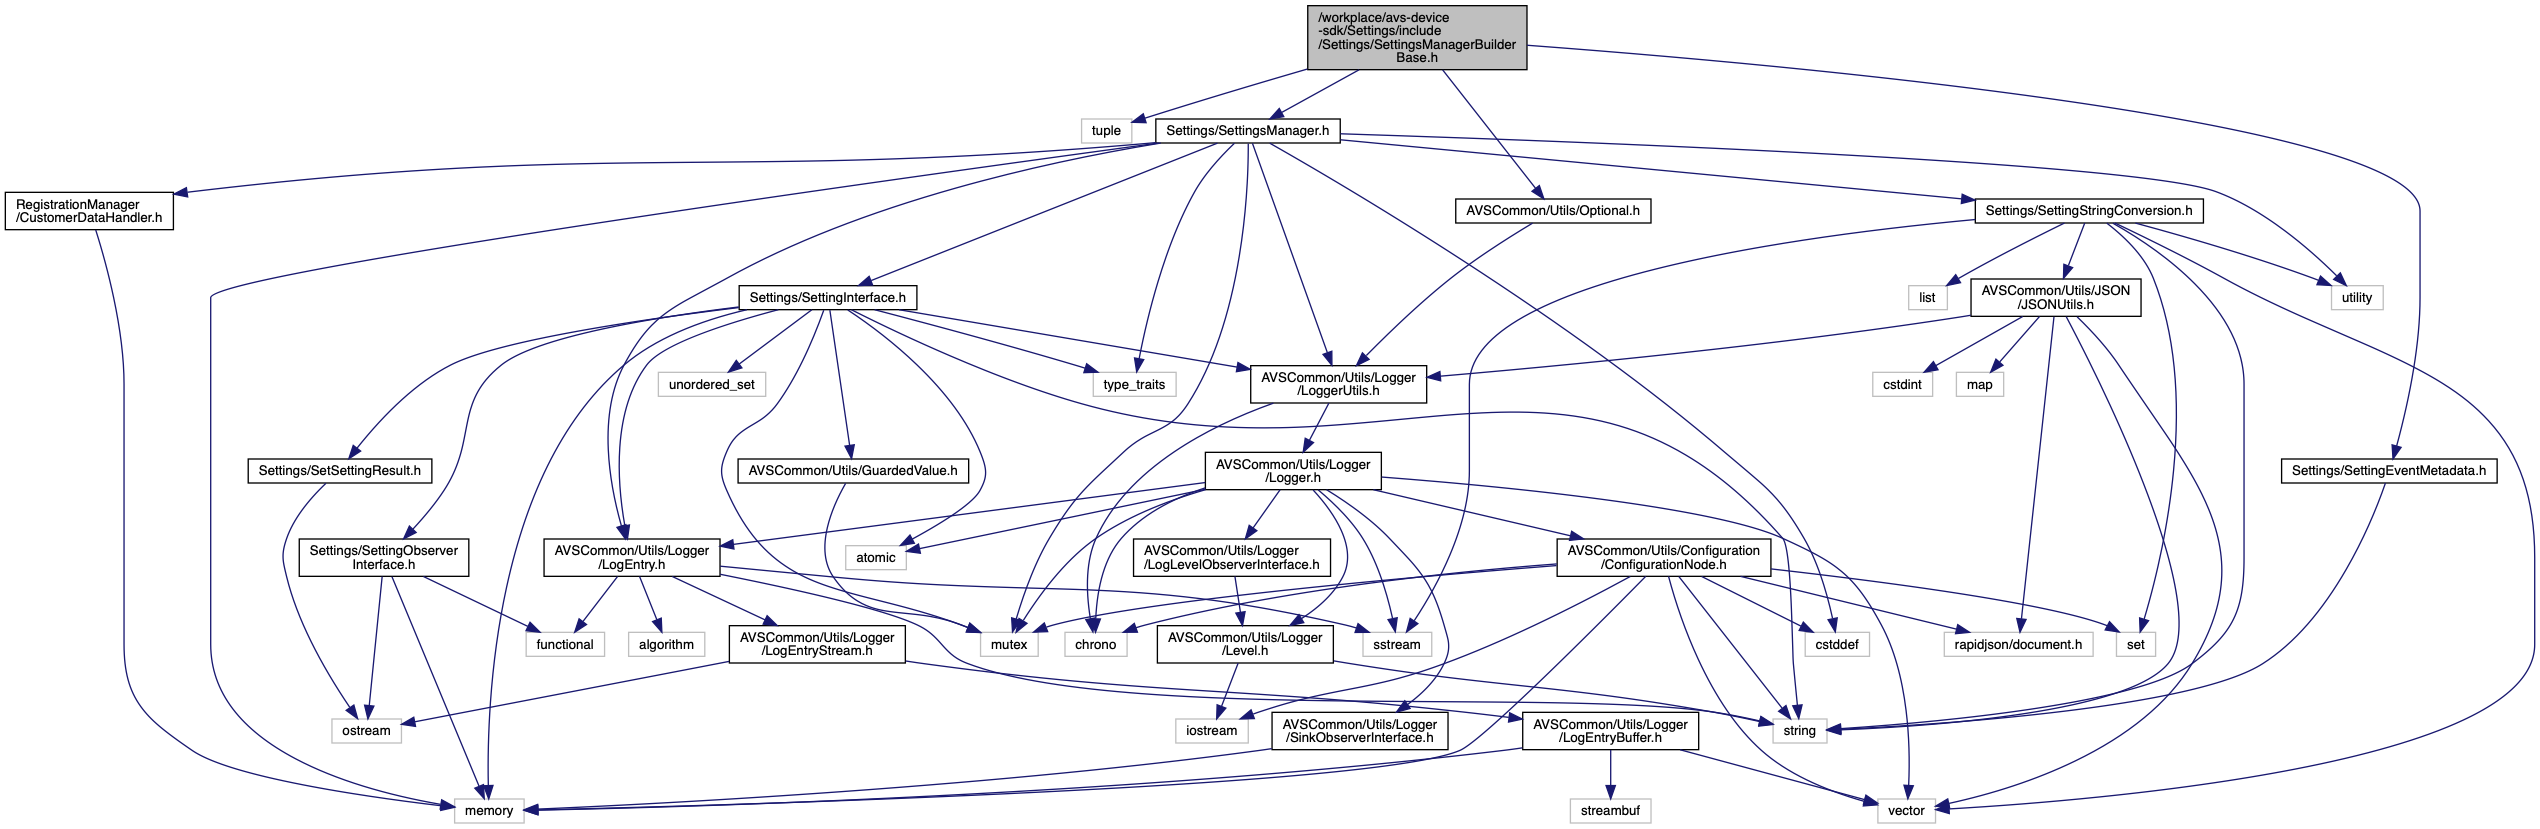 /workplace/avs-device
-sdk/Settings/include
/Settings/SettingsManagerBuilder
Base.h
tuple
Settings/SettingsManager.h
RegistrationManager
/CustomerDataHandler.h
AVSCommon/Utils/Optional.h
Settings/SettingStringConversion.h
Settings/SettingInterface.h
list
AVSCommon/Utils/JSON
/JSONUtils.h
utility
unordered_set
type_traits
AVSCommon/Utils/Logger
/LoggerUtils.h
cstdint
map
Settings/SetSettingResult.h
AVSCommon/Utils/GuardedValue.h
AVSCommon/Utils/Logger
/Logger.h
Settings/SettingEventMetadata.h
Settings/SettingObserver
Interface.h
AVSCommon/Utils/Logger
/LogEntry.h
atomic
AVSCommon/Utils/Logger
/LogLevelObserverInterface.h
AVSCommon/Utils/Configuration
/ConfigurationNode.h
functional
algorithm
AVSCommon/Utils/Logger
/LogEntryStream.h
mutex
chrono
AVSCommon/Utils/Logger
/Level.h
sstream
cstddef
rapidjson/document.h
set
ostream
iostream
AVSCommon/Utils/Logger
/SinkObserverInterface.h
AVSCommon/Utils/Logger
/LogEntryBuffer.h
string
memory
streambuf
vector